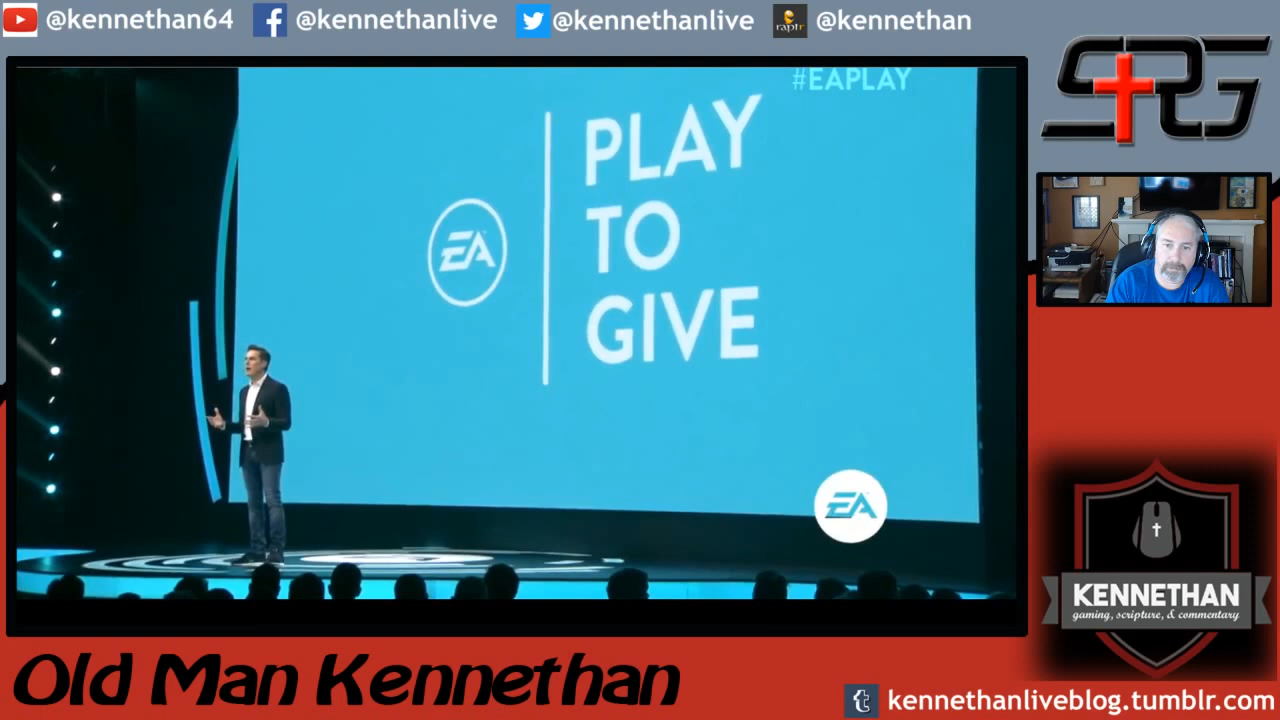 @kennethan64 @kennethanlive @kennethanlive raptr @kennethan
#EAPLAY
SRG
EA
PLAY
TO
GIVE
EA
KENNETHAN
gaming, scripture, & commentary
Old Man Kennethan
t kennethanliveblog.tumblr.com